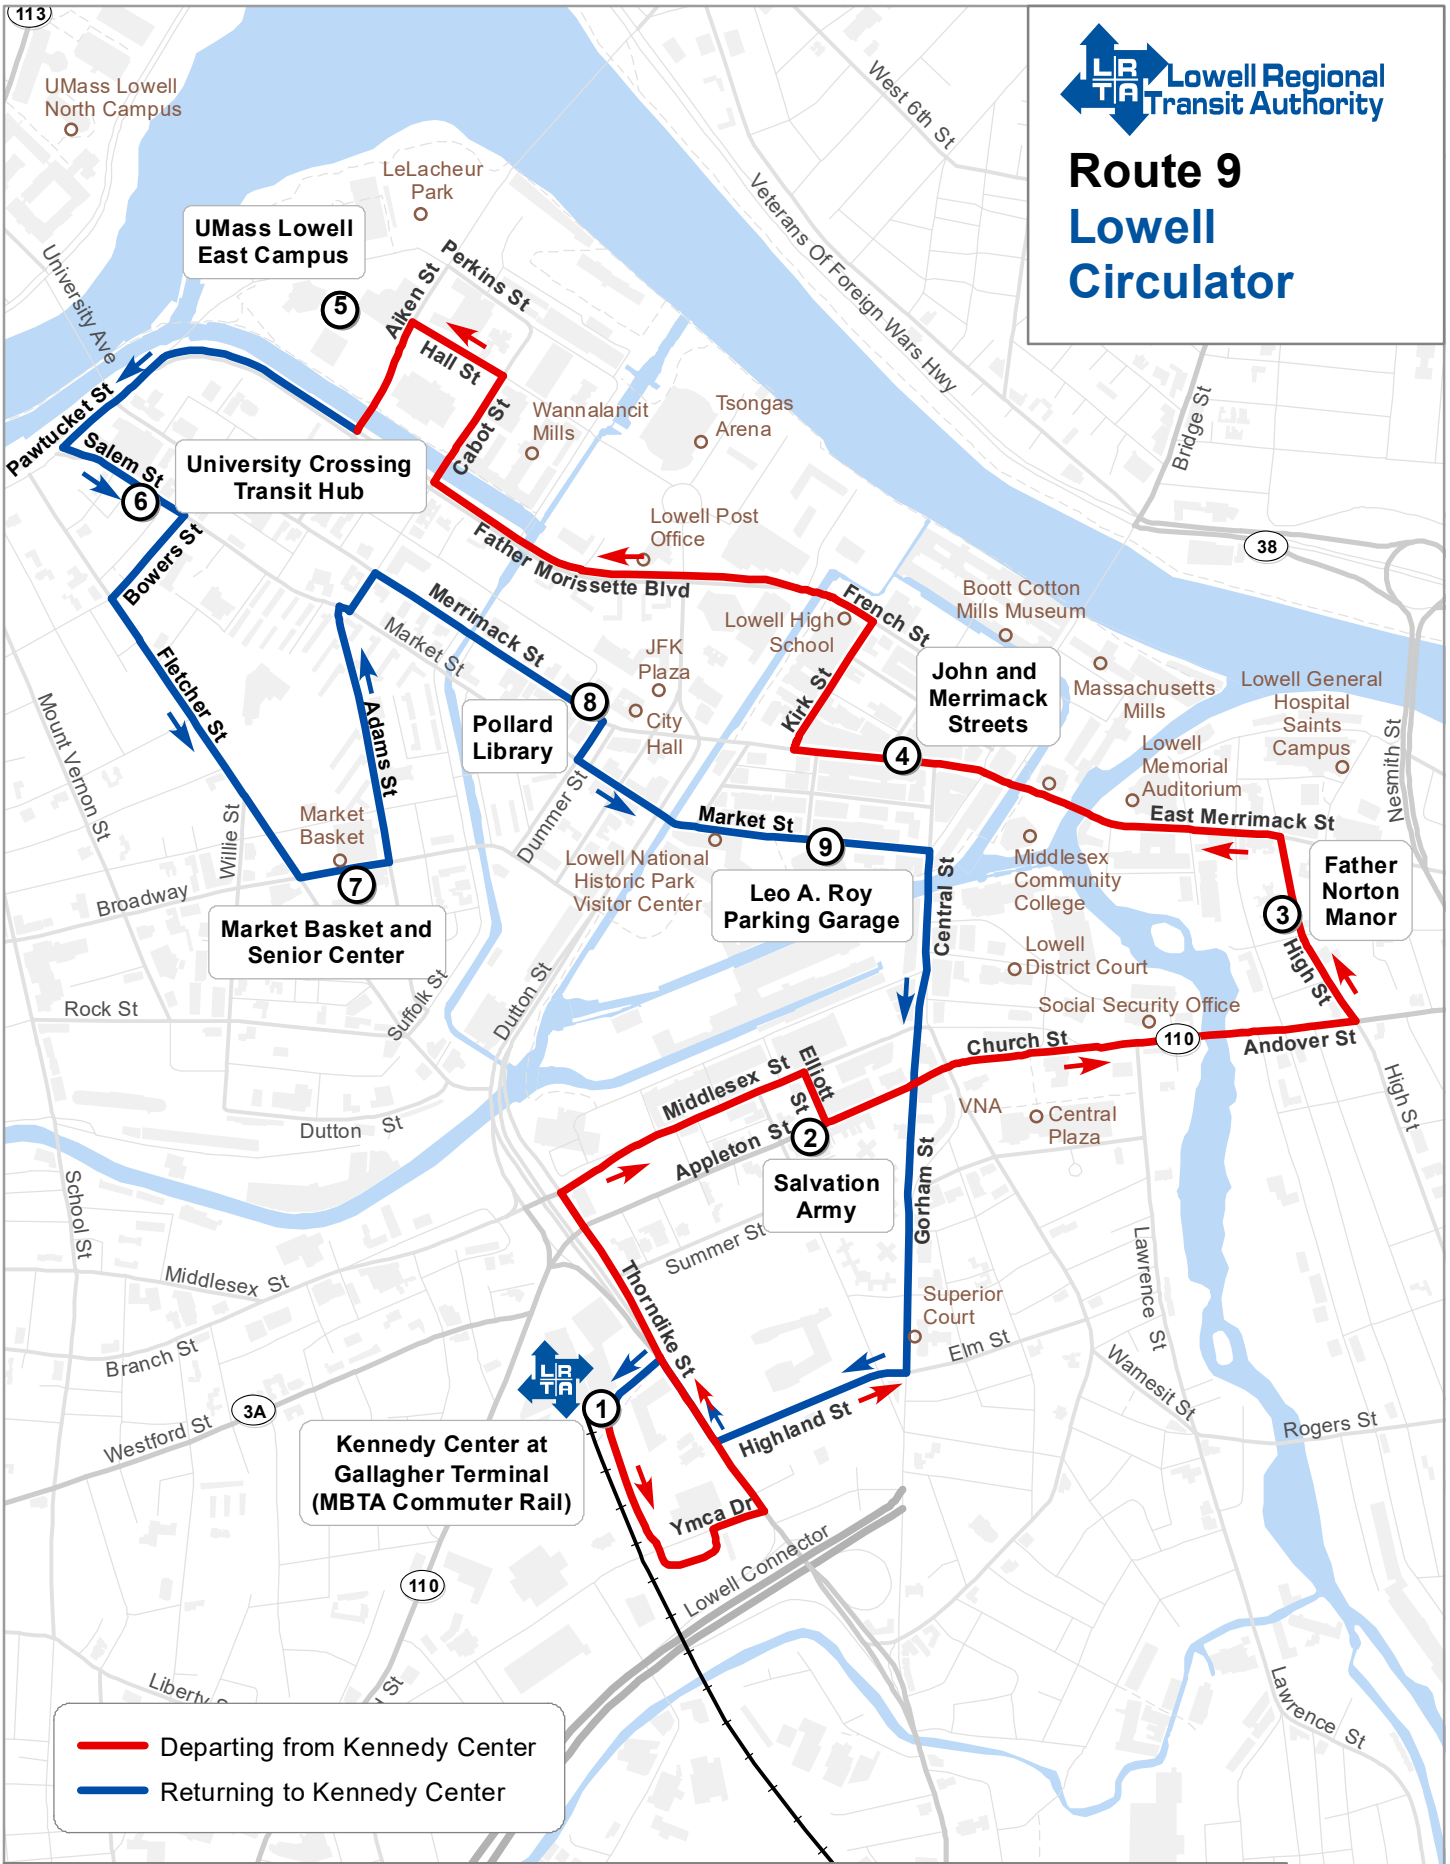 113
UMass Lowell
North Campus
LeLacheur
Park
West 6th St
L R
T A
Lowell Regional
Transit Authority
Route 9
Lowell
Circulator
UMass Lowell
East Campus
5
Perkins St
Aiken St
Hall St
Cabot St
Veterans Of Foreign Wars Hwy
University Ave
Pawtucket St
Salem St
6
University Crossing
Transit Hub
Wannalancit
Mills
Tsongas
Arena
Bridge St
38
Lowell Post
Office
Father Morissette Blvd
Bowers St
Merrimack St
Market St
French St
Lowell High
School
Boott Cotton
Mills Museum
JFK
Plaza
City
Hall
Kirk St
John and
Merrimack
Streets
4
Massachusetts
Mills
Lowell General
Hospital
Saints
Campus
Nesmith St
Fletcher St
Adams St
8
Pollard
Library
Dummer St
Lowell
Memorial
Auditorium
East Merrimack St
Mount Vernon St
Willie St
Market
Basket
7
Broadway
Market Basket and
Senior Center
Market St
9
Lowell National
Historic Park
Visitor Center
Leo A. Roy
Parking Garage
Central St
Middlesex
Community
College
Father
Norton
Manor
3
High St
Lowell
District Court
Social Security Office
Rock St
Suffolk St
Dutton St
Church St
110
Andover St
High St
Middlesex St
Elliott St
Appleton St
2
Salvation
Army
VNA
Central
Plaza
Dutton St
School St
Gorham St
Summer St
Lawrence St
Middlesex St
Thorndike St
Superior
Court
Elm St
Branch St
L R
T A
1
Wamesit St
3A
Westford St
Highland St
Rogers St
Kennedy Center at
Gallagher Terminal
(MBTA Commuter Rail)
Ymca Dr
Lowell Connector
110
Liberty
St
Lawrence St
Departing from Kennedy Center
Returning to Kennedy Center